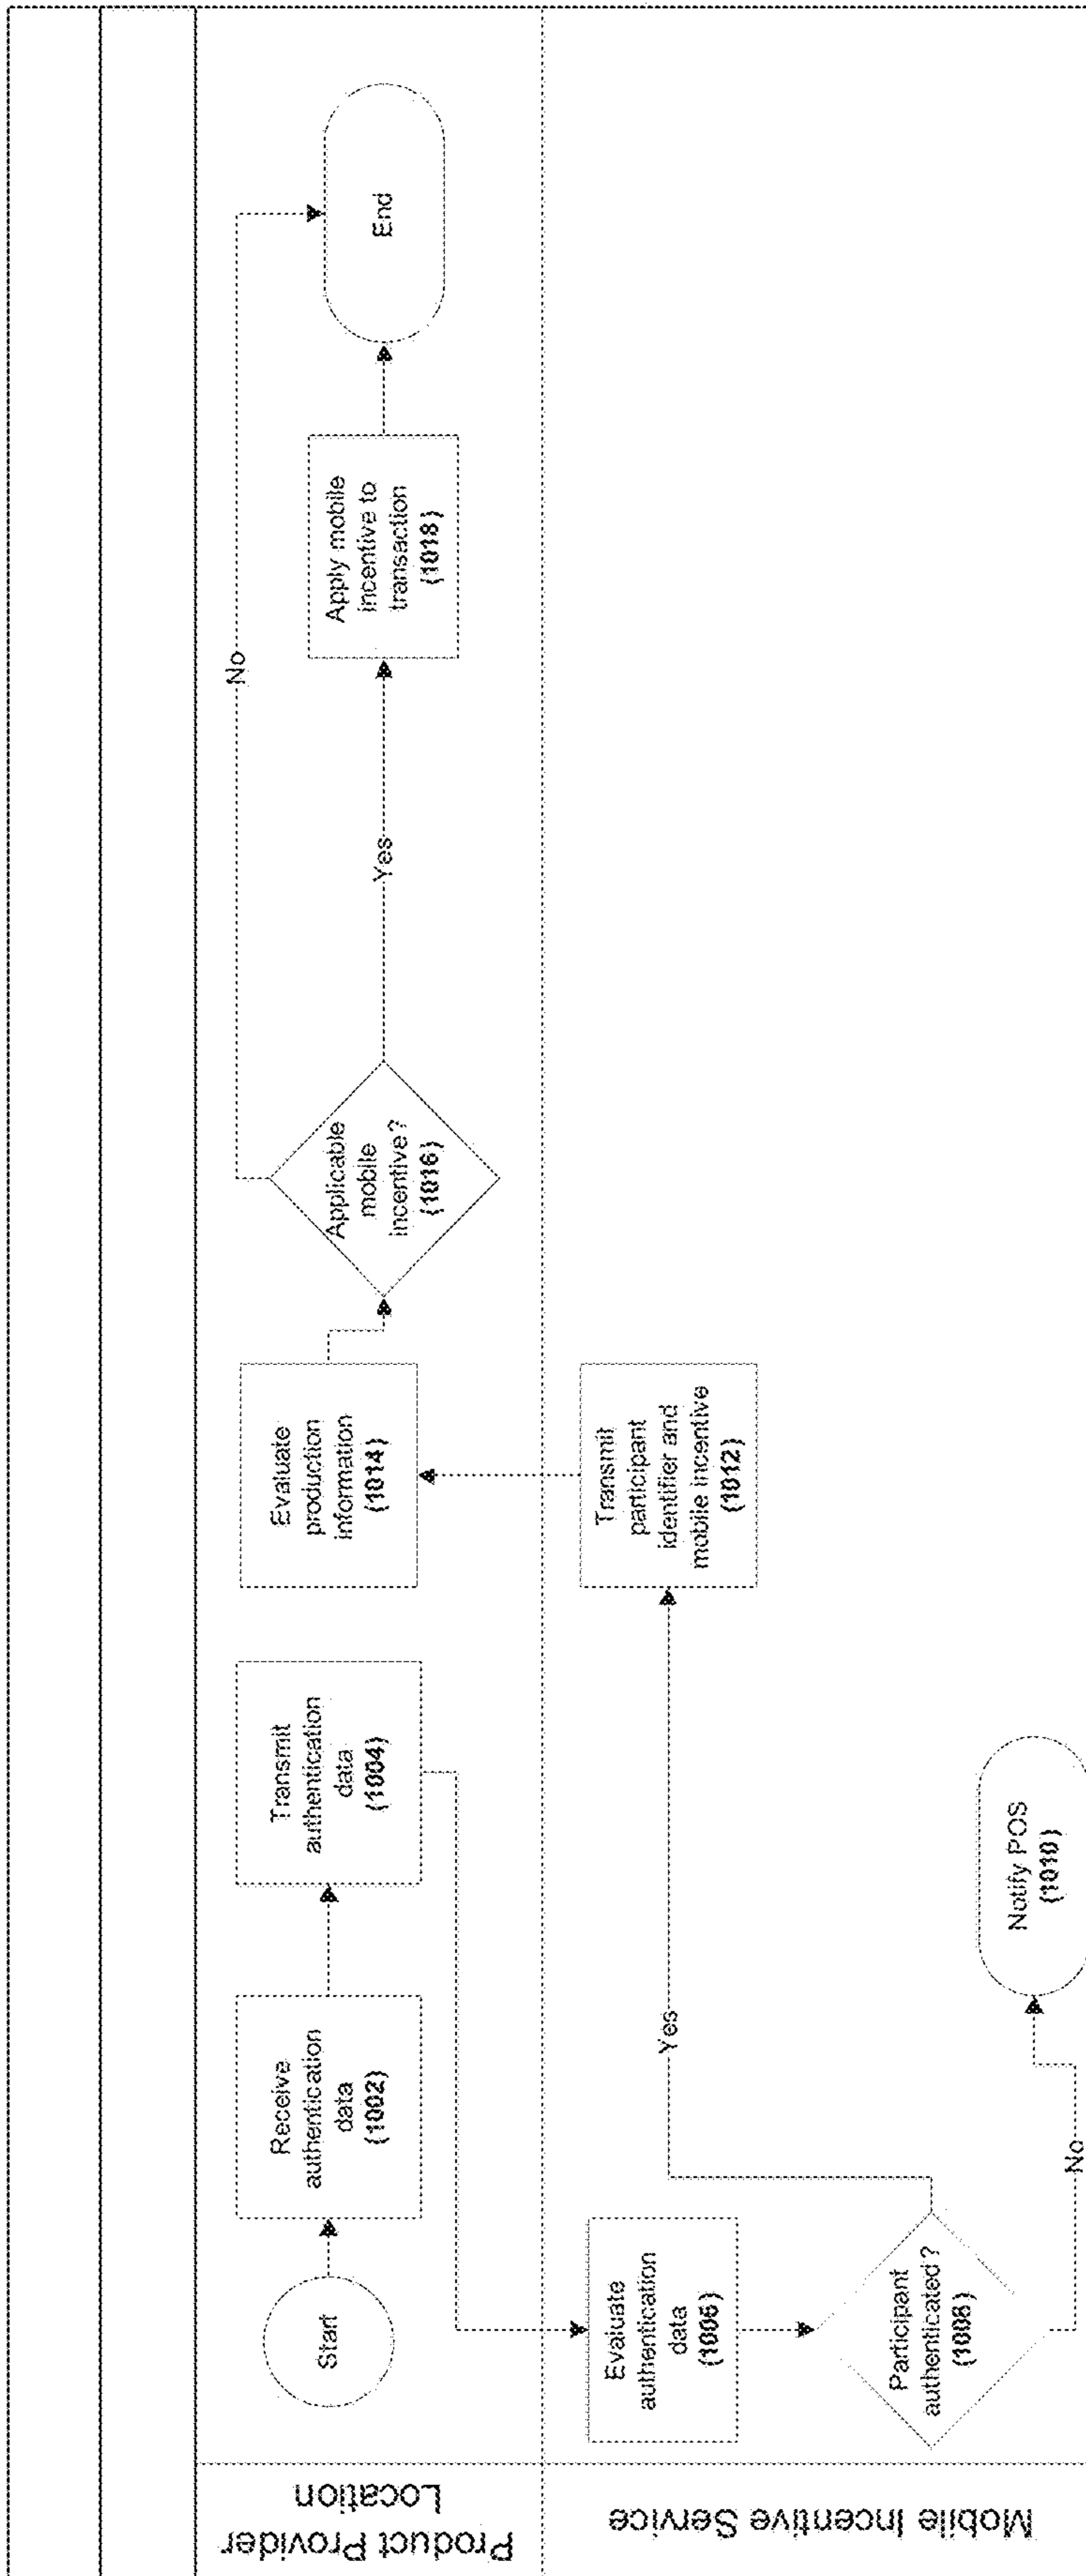 Product Provider
Location
Start
Receive
authentication
data
(1002)
Transmit
authentication
data
(1004)
Evaluate
production
information
(1014)
Applicable
mobile
incentive?
(1016)
No
Yes
Apply mobile
incentive to
transaction
(1018)
End
Mobile Incentive Service
Evaluate
authentication
data
(1006)
Participant
authenticated?
(1008)
Yes
No
Notify POS
(1010)
Transmit
participant
identifier and
mobile incentive
(1012)